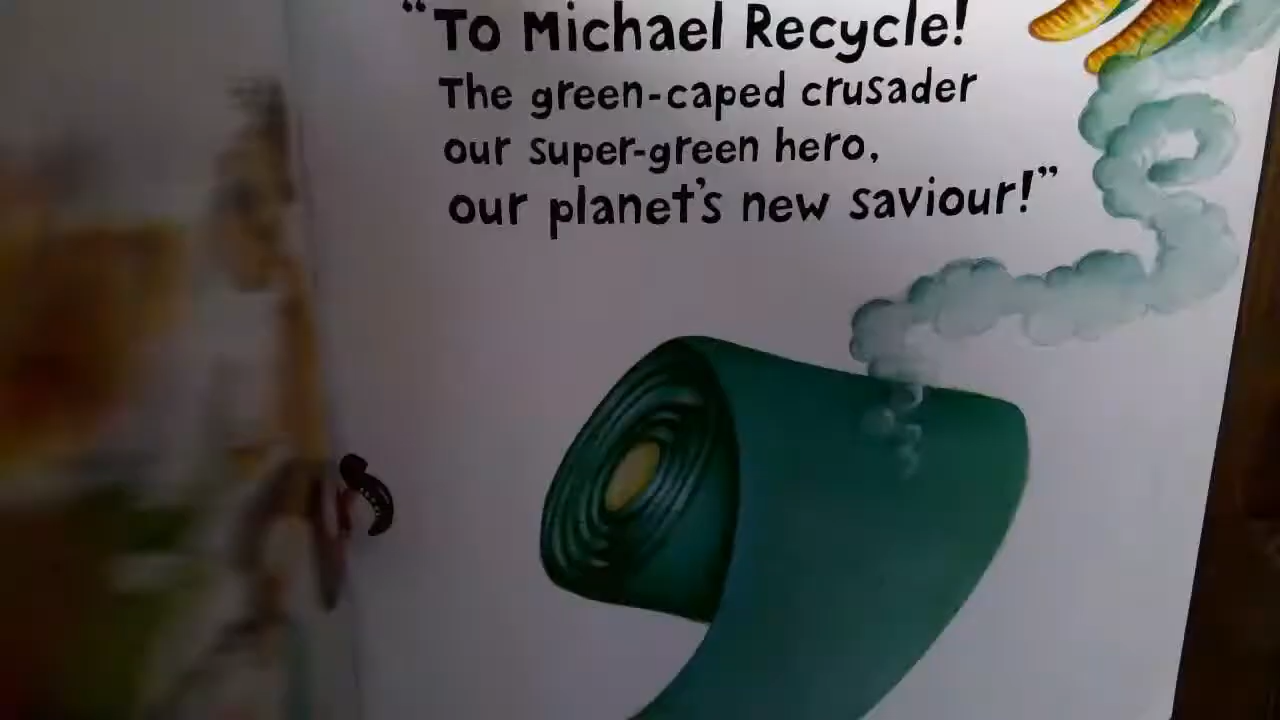 “To Michael Recycle!
The green-caped crusader
our super-green hero,
our planet’s new saviour!”